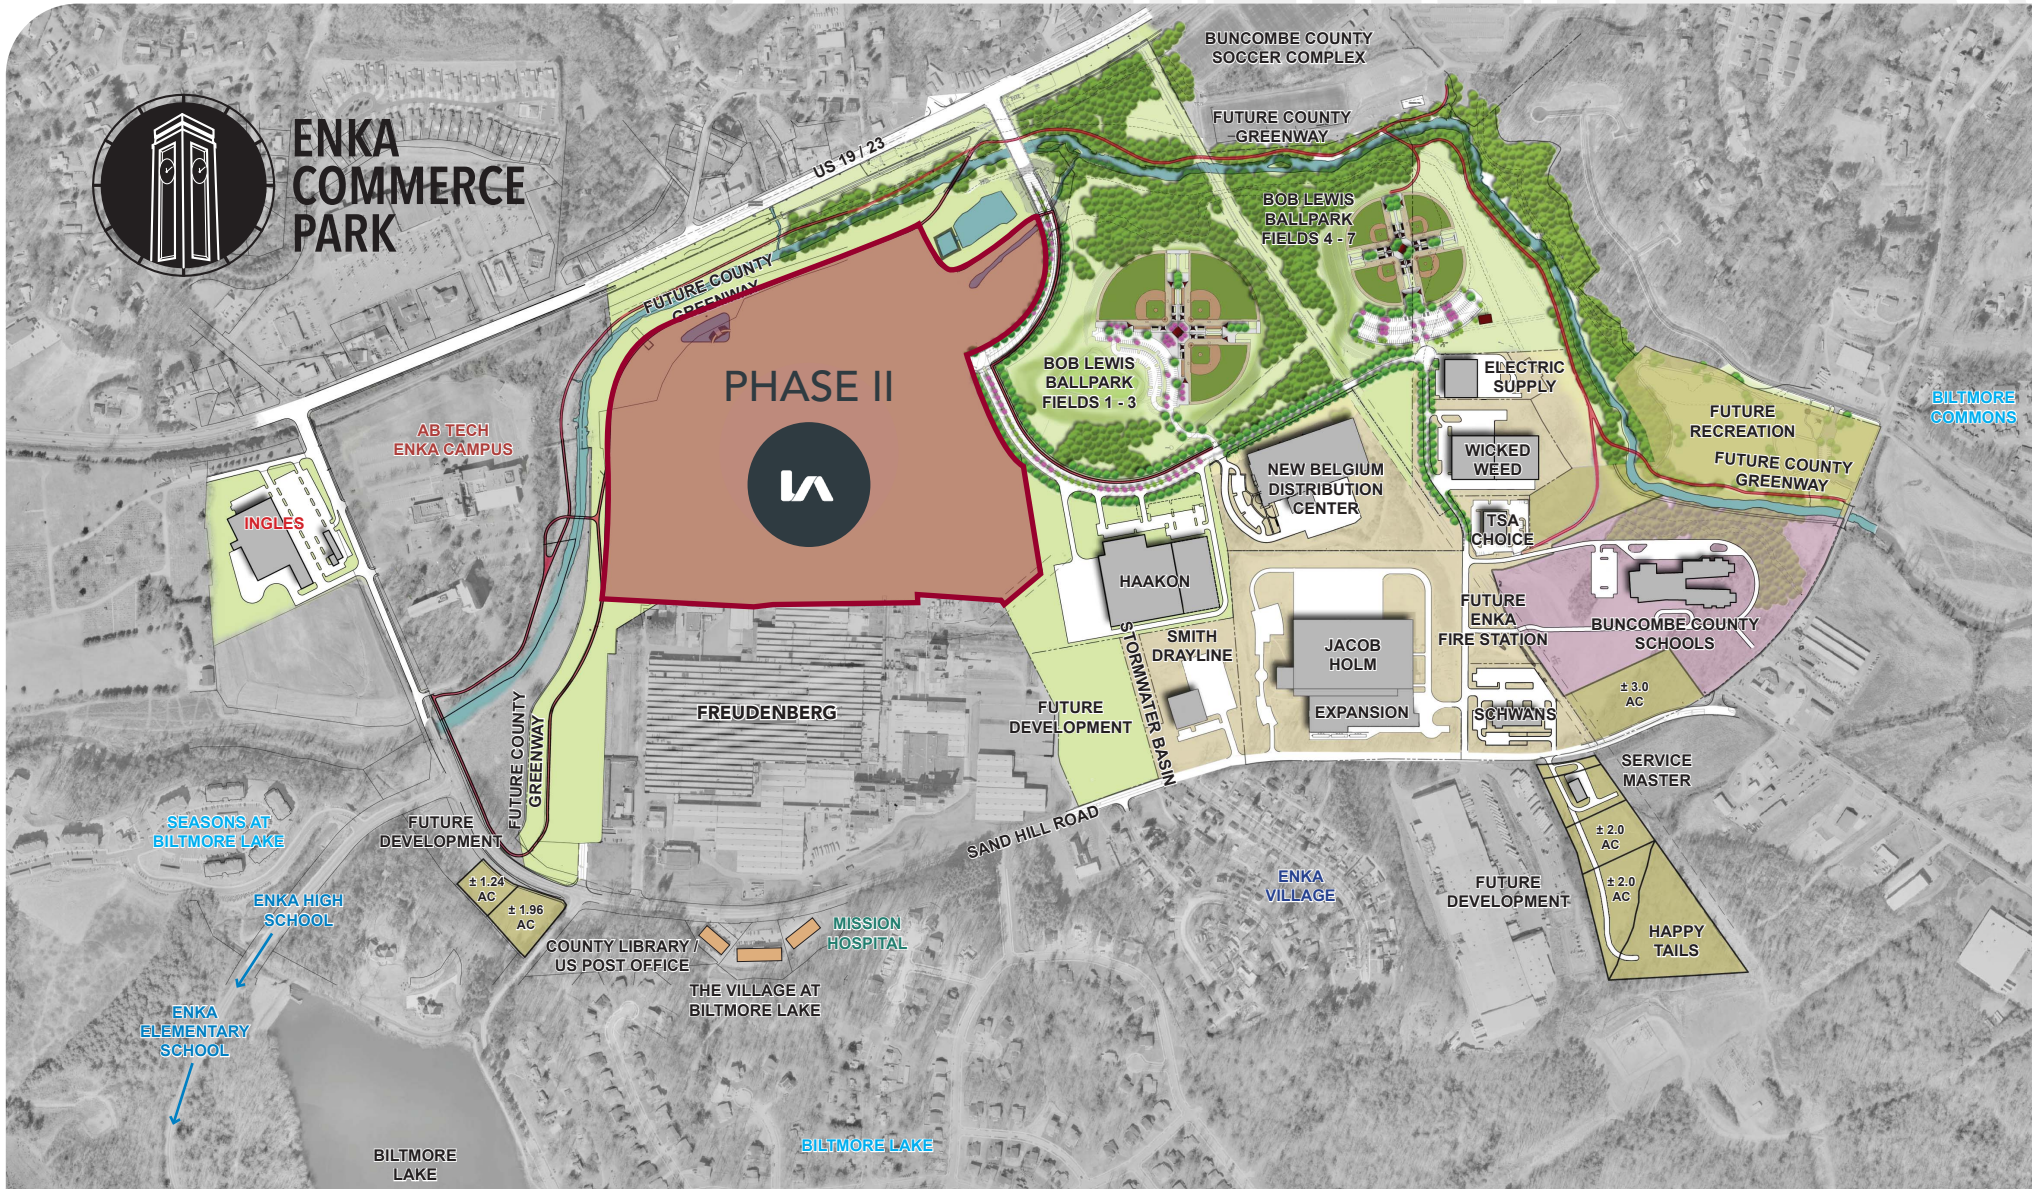 ENKA
COMMERCE
PARK
BUNCOMBE COUNTY
SOCCER COMPLEX
FUTURE COUNTY
GREENWAY
US 19 / 23
BOB LEWIS
BALLPARK
FIELDS 4 - 7
FUTURE COUNTY
GREENWAY
PHASE II
BOB LEWIS
BALLPARK
FIELDS 1 - 3
ELECTRIC
SUPPLY
BILTMORE
COMMONS
FUTURE
RECREATION
FUTURE COUNTY
GREENWAY
AB TECH
ENKA CAMPUS
WICKED
WEED
NEW BELGIUM
DISTRIBUTION
CENTER
INGLES
TSA
CHOICE
HAAKON
FUTURE
ENKA
FIRE STATION
BUNCOMBE COUNTY
SCHOOLS
SMITH
DRAYLINE
JACOB
HOLM
STORMWATER BASIN
± 3.0
AC
FREUDENBERG
FUTURE
DEVELOPMENT
EXPANSION
SCHWANS
FUTURE COUNTY
GREENWAY
SERVICE
MASTER
SAND HILL ROAD
SEASONS AT
BILTMORE LAKE
FUTURE
DEVELOPMENT
± 2.0
AC
± 1.24
AC
± 1.96
AC
ENKA
VILLAGE
FUTURE
DEVELOPMENT
± 2.0
AC
ENKA HIGH
SCHOOL
MISSION
HOSPITAL
COUNTY LIBRARY /
US POST OFFICE
HAPPY
TAILS
THE VILLAGE AT
BILTMORE LAKE
ENKA
ELEMENTARY
SCHOOL
BILTMORE LAKE
BILTMORE
LAKE